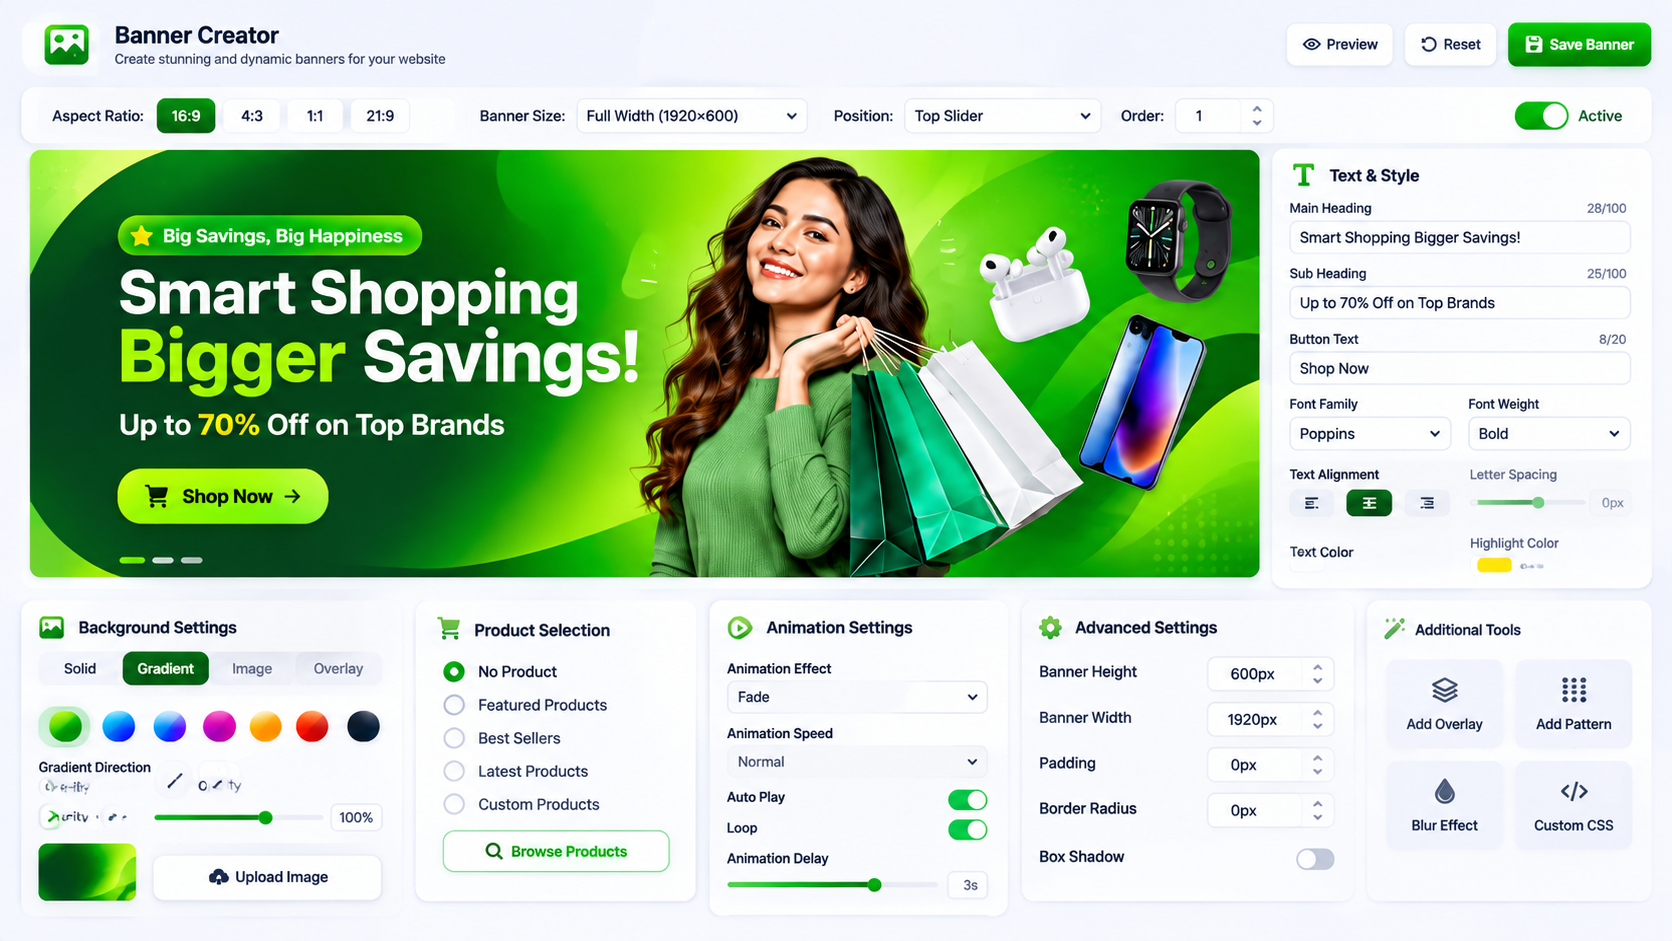 Banner Creator
Create stunning and dynamic banners for your website
Preview
Reset
Save Banner
Aspect Ratio:
16:9
4:3
1:1
21:9
Banner Size:
Full Width (1920×600)
Position:
Top Slider
Order:
1
Active
Big Savings, Big Happiness
Smart Shopping
Bigger Savings!
Up to 70% Off on Top Brands
Shop Now
Text & Style
Main Heading
28/100
Smart Shopping Bigger Savings!
Sub Heading
25/100
Up to 70% Off on Top Brands
Button Text
8/20
Shop Now
Font Family
Font Weight
Poppins
Bold
Text Alignment
Letter Spacing
0px
Text Color
Highlight Color
Background Settings
Solid
Gradient
Image
Overlay
Gradient Direction
100%
Upload Image
Product Selection
No Product
Featured Products
Best Sellers
Latest Products
Custom Products
Browse Products
Animation Settings
Animation Effect
Fade
Animation Speed
Normal
Auto Play
Loop
Animation Delay
3s
Advanced Settings
Banner Height
600px
Banner Width
1920px
Padding
0px
Border Radius
0px
Box Shadow
Additional Tools
Add Overlay
Add Pattern
Blur Effect
Custom CSS